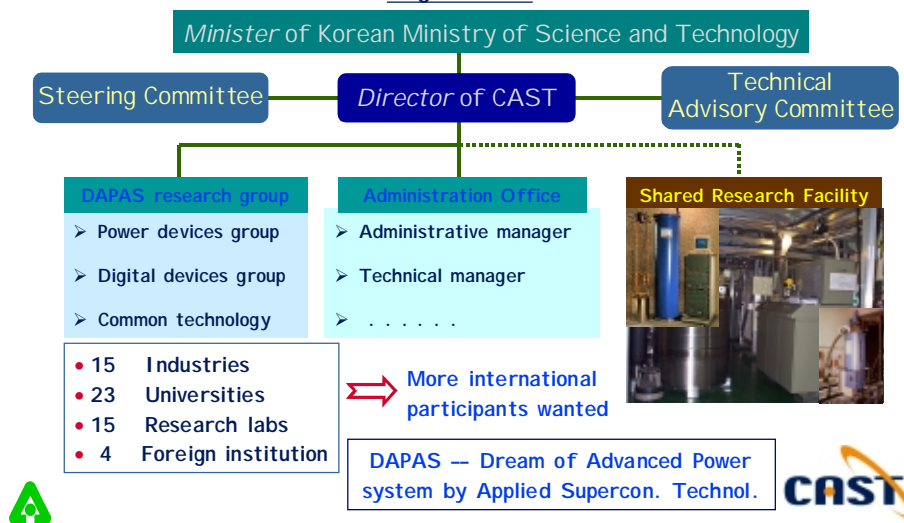 Minister of Korean Ministry of Science and Technology
Steering Committee
Director of CAST
Technical
Advisory Committee
DAPAS research group
➢ Power devices group
➢ Digital devices group
➢ Common technology
Administration Office
➢ Administrative manager
➢ Technical manager
➢ . . . . . .
Shared Research Facility
• 15 Industries
• 23 Universities
• 15 Research labs
• 4 Foreign institution
More international
participants wanted
DAPAS -- Dream of Advanced Power
system by Applied Supercon. Technol.
CAST